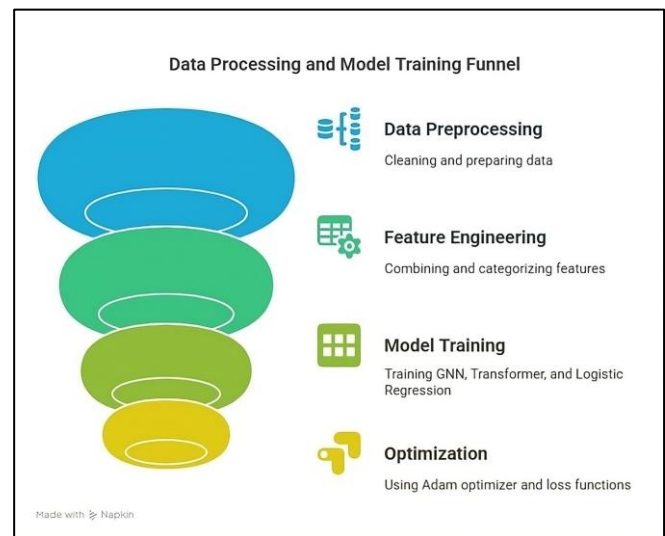 Data Processing and Model Training Funnel
Data Preprocessing
Cleaning and preparing data
Feature Engineering
Combining and categorizing features
Model Training
Training GNN, Transformer, and Logistic
Regression
Optimization
Using Adam optimizer and loss functions
Made with Napkin